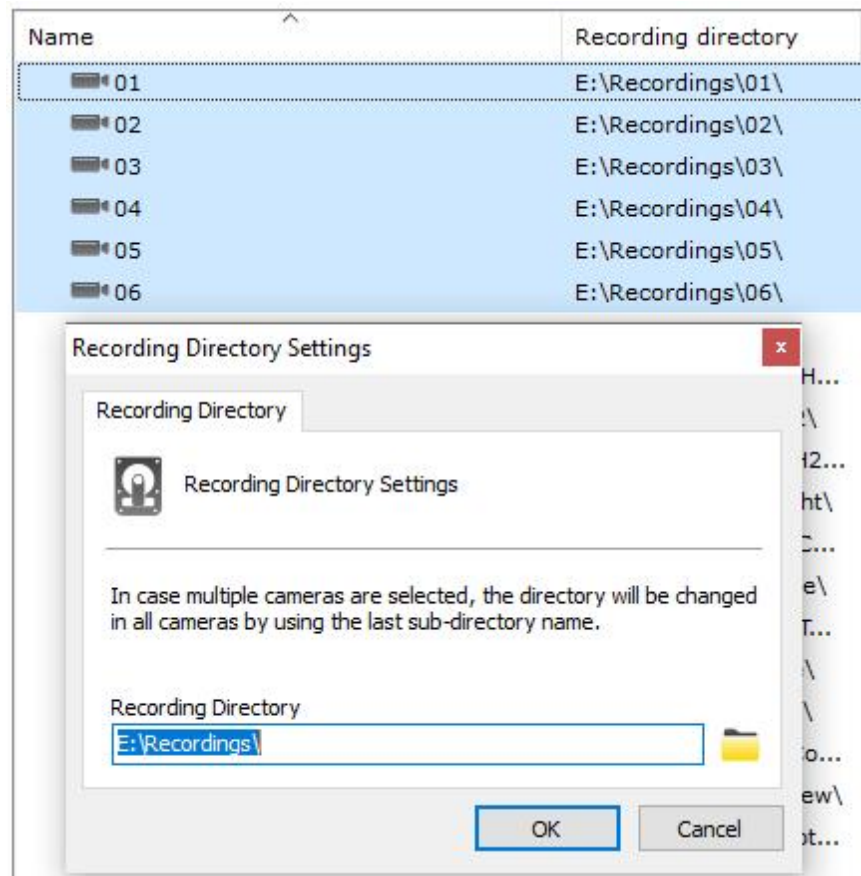 Name Recording directory
01 E:\Recordings\01\
02 E:\Recordings\02\
03 E:\Recordings\03\
04 E:\Recordings\04\
05 E:\Recordings\05\
06 E:\Recordings\06\
Recording Directory Settings
Recording Directory
Recording Directory Settings
In case multiple cameras are selected, the directory will be changed
in all cameras by using the last sub-directory name.
Recording Directory
E:\Recordings\
OK Cancel